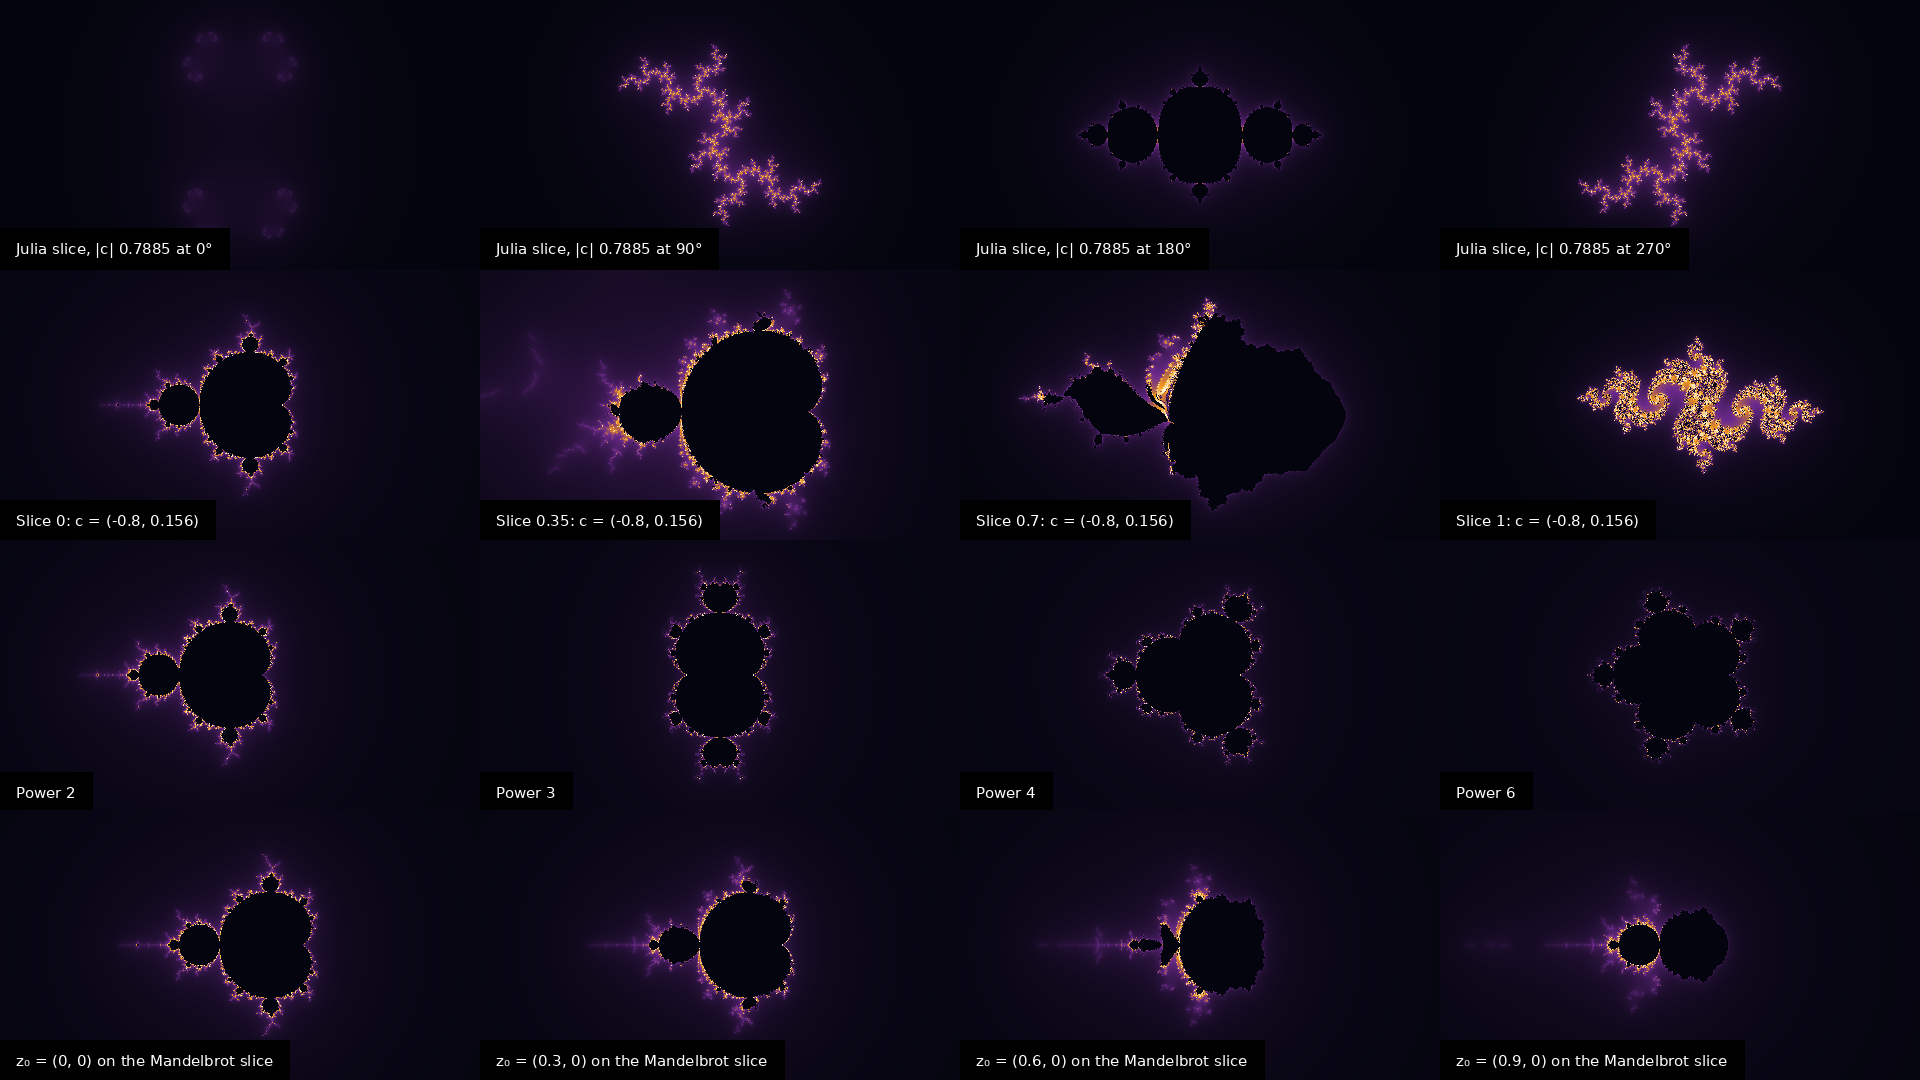 Julia slice, |c| 0.7885 at 0°
Julia slice, |c| 0.7885 at 90°
Julia slice, |c| 0.7885 at 180°
Julia slice, |c| 0.7885 at 270°
Slice 0: c = (-0.8, 0.156)
Slice 0.35: c = (-0.8, 0.156)
Slice 0.7: c = (-0.8, 0.156)
Slice 1: c = (-0.8, 0.156)
Power 2
Power 3
Power 4
Power 6
z₀ = (0, 0) on the Mandelbrot slice
z₀ = (0.3, 0) on the Mandelbrot slice
z₀ = (0.6, 0) on the Mandelbrot slice
z₀ = (0.9, 0) on the Mandelbrot slice